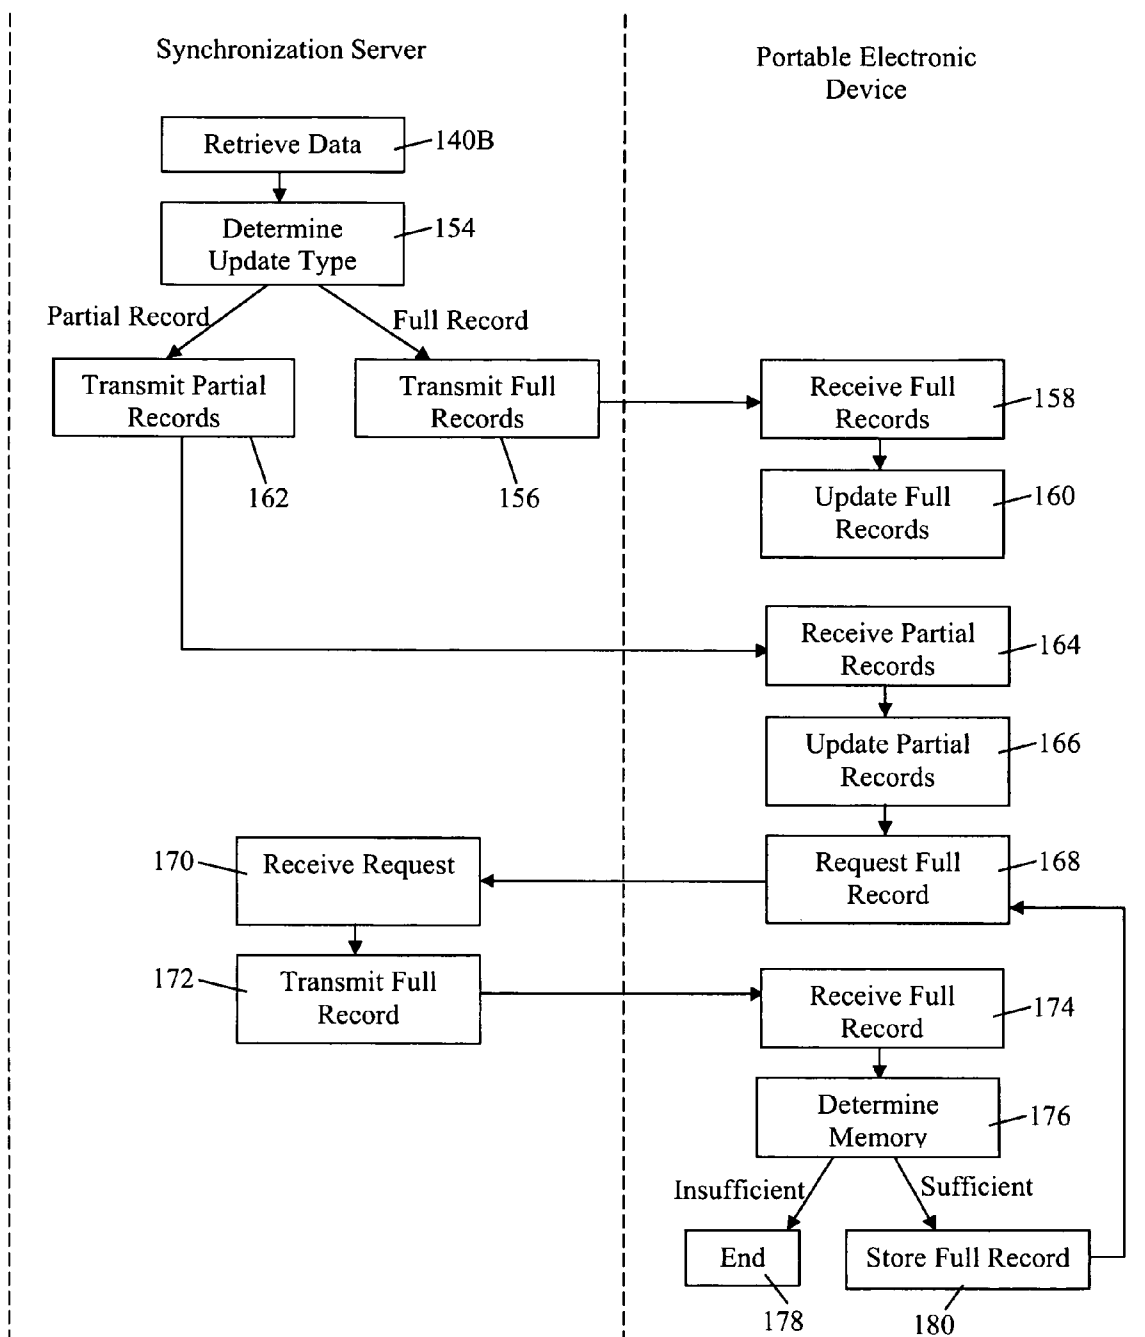 Synchronization Server
Portable Electronic
Device
Retrieve Data
140B
Determine
Update Type
154
Partial Record
Full Record
Transmit Partial
Records
162
Transmit Full
Records
156
Receive Full
Records
158
Update Full
Records
160
Receive Partial
Records
164
Update Partial
Records
166
Request Full
Record
168
170
Receive Request
172
Transmit Full
Record
Receive Full
Record
174
Determine
Memory
176
Insufficient
Sufficient
End
178
Store Full Record
180